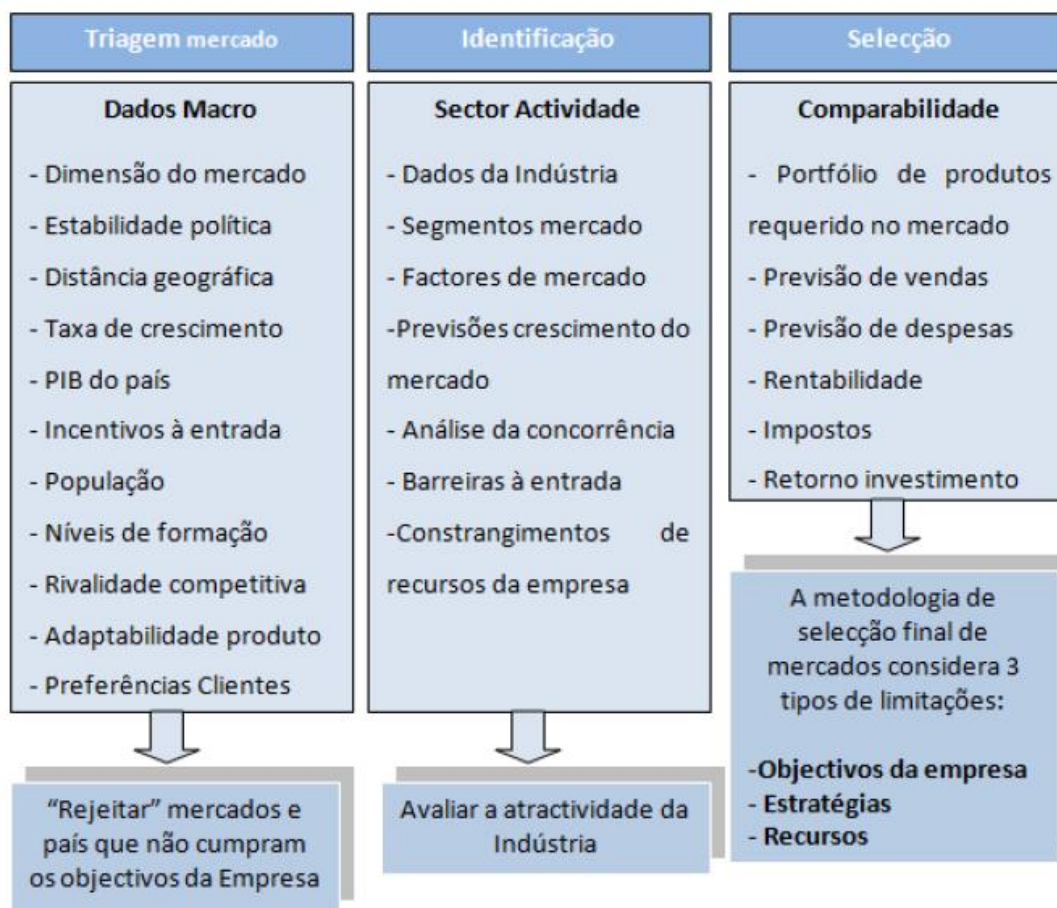 Triagem mercado
Dados Macro
- Dimensão do mercado
- Estabilidade política
- Distância geográfica
- Taxa de crescimento
- PIB do país
- Incentivos à entrada
- População
- Níveis de formação
- Rivalidade competitiva
- Adaptabilidade produto
- Preferências Clientes
“Rejeitar” mercados e
país que não cumpram
os objectivos da Empresa
Identificação
Sector Actividade
- Dados da Indústria
- Segmentos mercado
- Factores de mercado
-Previsões crescimento do
mercado
- Análise da concorrência
- Barreiras à entrada
-Constrangimentos de
recursos da empresa
Avaliar a atractividade da
Indústria
Selecção
Comparabilidade
- Portfólio de produtos
requerido no mercado
- Previsão de vendas
- Previsão de despesas
- Rentabilidade
- Impostos
- Retorno investimento
A metodologia de
selecção final de
mercados considera 3
tipos de limitações:
-Objectivos da empresa
- Estratégias
- Recursos